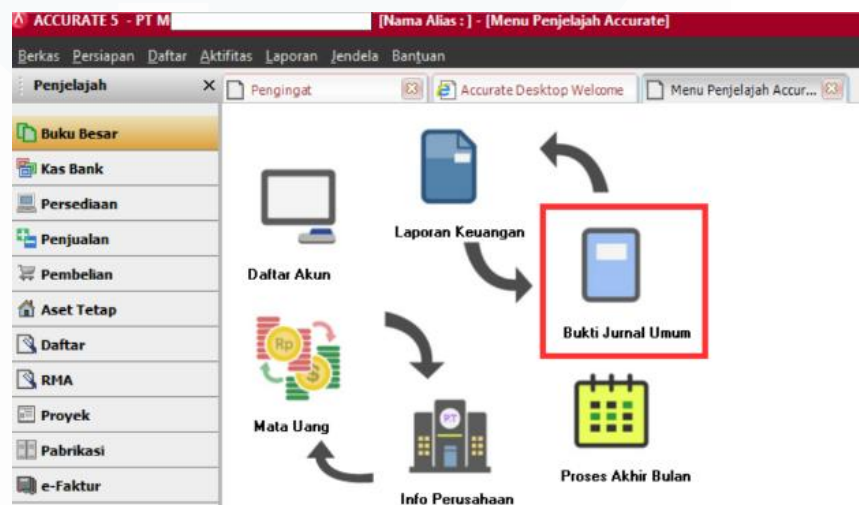 ACCURATE 5 - PT M [Nama Alias : ] - [Menu Penjelajah Accurate]
Berkas Persiapan Daftar Aktifitas Laporan Jendela Bantuan
Penjelajah X
Pengingat
Accurate Desktop Welcome
Menu Penjelajah Accur...
Buku Besar
Kas Bank
Persediaan
Penjualan
Pembelian
Aset Tetap
Daftar
RMA
Proyek
Pabrikasi
e-Faktur
Laporan Keuangan
Daftar Akun
Bukti Jurnal Umum
Rp
$
Mata Uang
PT
Info Perusahaan
Proses Akhir Bulan